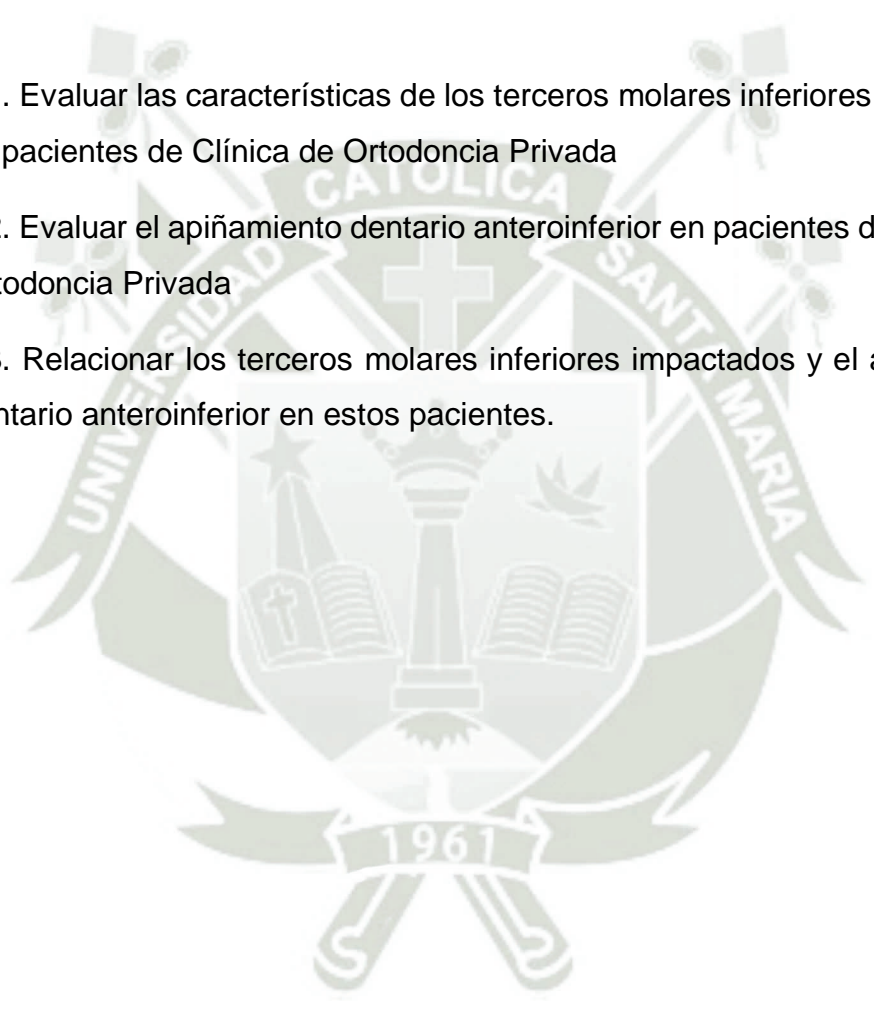 . Evaluar las características de los terceros molares inferiores
pacientes de Clínica de Ortodoncia Privada
. Evaluar el apiñamiento dentario anteroinferior en pacientes d
todoncia Privada
. Relacionar los terceros molares inferiores impactados y el a
ntario anteroinferior en estos pacientes.
UNIVERSIDAD CATOLICA SANTA MARIA
1961